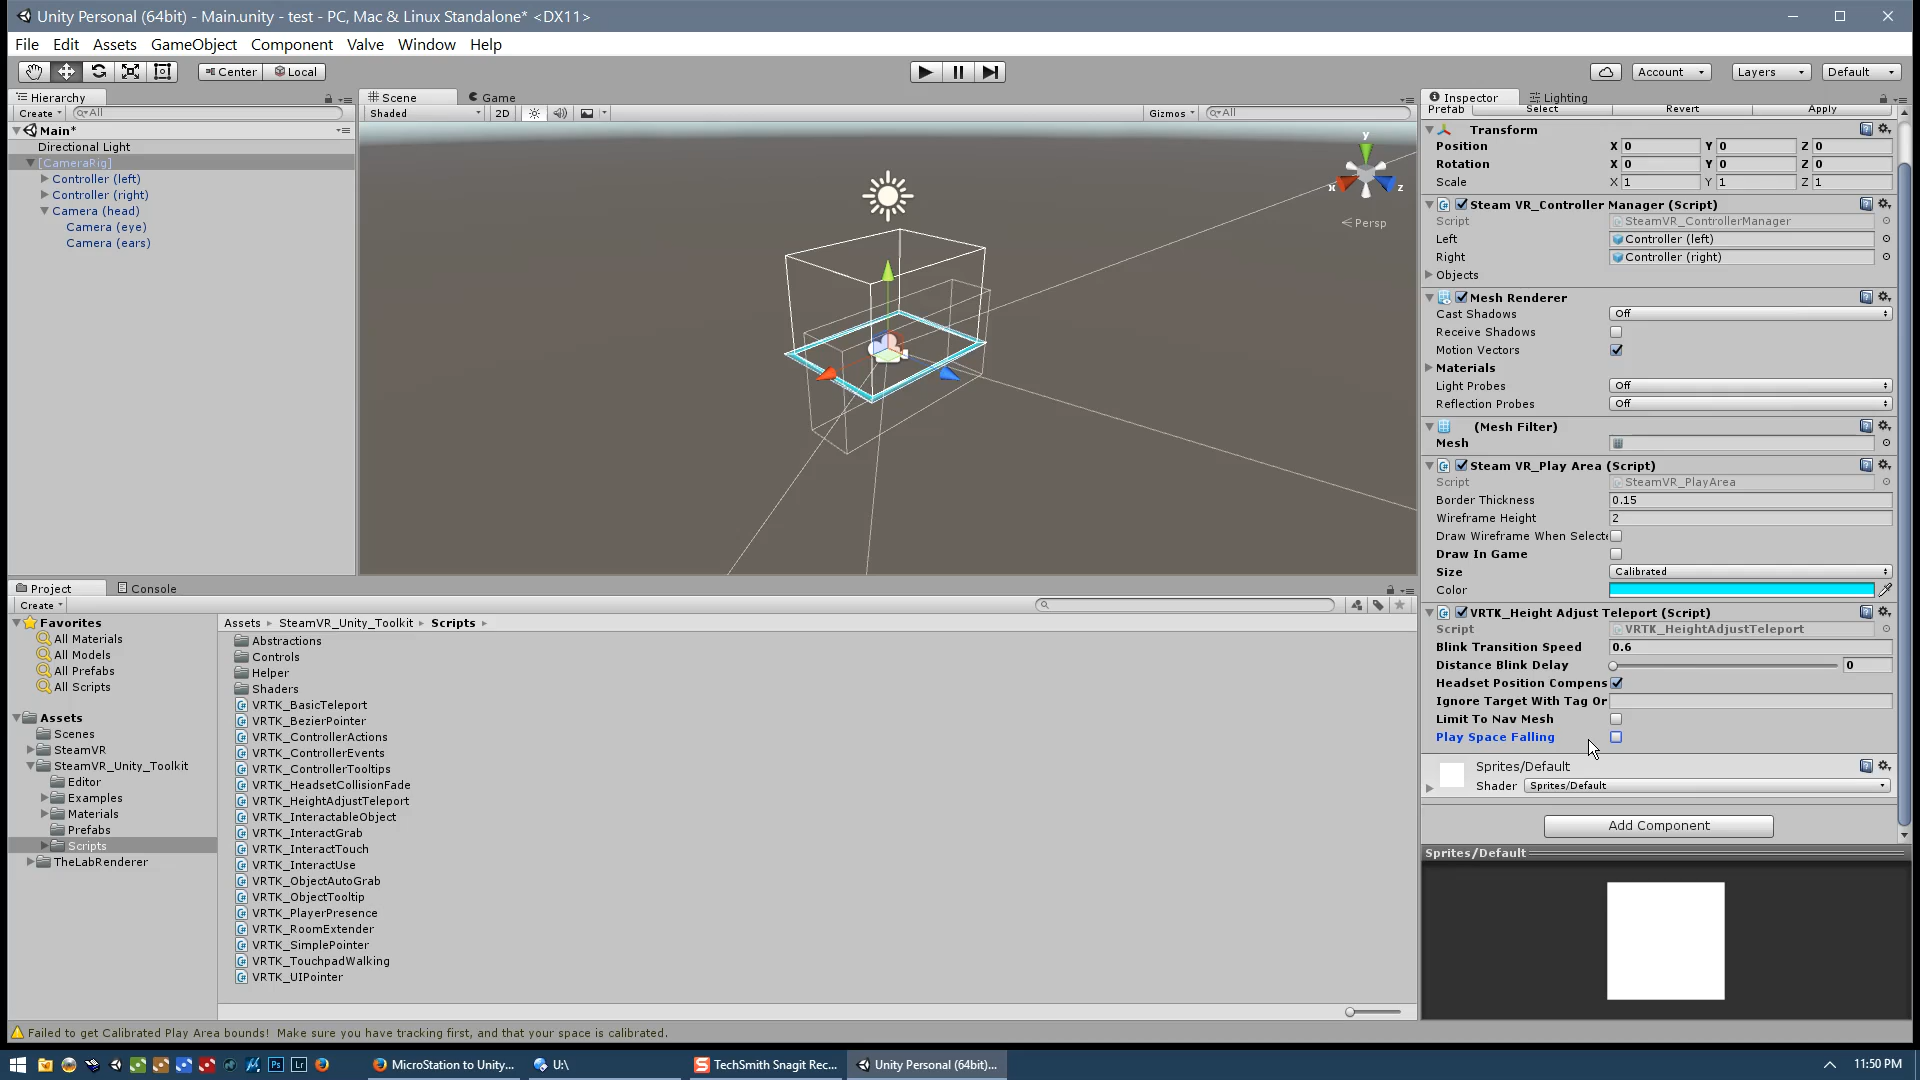 Unity Personal (64bit) - Main.unity - test - PC, Mac & Linux Standalone* <DX11>
File Edit Assets GameObject Component Valve Window Help
Center Local Account Layers Default
Hierarchy
Create All
Main*
Directional Light
[CameraRig]
Controller (left)
Controller (right)
Camera (head)
Camera (eye)
Camera (ears)
Scene Game
Shaded 2D Gizmos All
y
x z
Persp
Inspector Lighting
Prefab Select Revert Apply
Transform
Position X 0 Y 0 Z 0
Rotation X 0 Y 0 Z 0
Scale X 1 Y 1 Z 1
Steam VR_Controller Manager (Script)
Script SteamVR_ControllerManager
Left Controller (left)
Right Controller (right)
Objects
Mesh Renderer
Cast Shadows Off
Receive Shadows
Motion Vectors
Materials
Light Probes Off
Reflection Probes Off
(Mesh Filter)
Mesh
Steam VR_Play Area (Script)
Script SteamVR_PlayArea
Border Thickness 0.15
Wireframe Height 2
Draw Wireframe When Selecte
Draw In Game
Size Calibrated
Color
VRTK_Height Adjust Teleport (Script)
Script VRTK_HeightAdjustTeleport
Blink Transition Speed 0.6
Distance Blink Delay 0
Headset Position Compens
Ignore Target With Tag Or
Limit To Nav Mesh
Play Space Falling
Sprites/Default
Shader Sprites/Default
Add Component
Sprites/Default
Project Console
Create
Favorites
All Materials
All Models
All Prefabs
All Scripts
Assets
Scenes
SteamVR
SteamVR_Unity_Toolkit
Editor
Examples
Materials
Prefabs
Scripts
TheLabRenderer
Assets SteamVR_Unity_Toolkit Scripts
Abstractions
Controls
Helper
Shaders
VRTK_BasicTeleport
VRTK_BezierPointer
VRTK_ControllerActions
VRTK_ControllerEvents
VRTK_ControllerTooltips
VRTK_HeadsetCollisionFade
VRTK_HeightAdjustTeleport
VRTK_InteractableObject
VRTK_InteractGrab
VRTK_InteractTouch
VRTK_InteractUse
VRTK_ObjectAutoGrab
VRTK_ObjectTooltip
VRTK_PlayerPresence
VRTK_RoomExtender
VRTK_SimplePointer
VRTK_TouchpadWalking
VRTK_UIPointer
Failed to get Calibrated Play Area bounds! Make sure you have tracking first, and that your space is calibrated.
Ps Lr MicroStation to Unity... U:\ TechSmith Snagit Rec... Unity Personal (64bit)... 11:50 PM